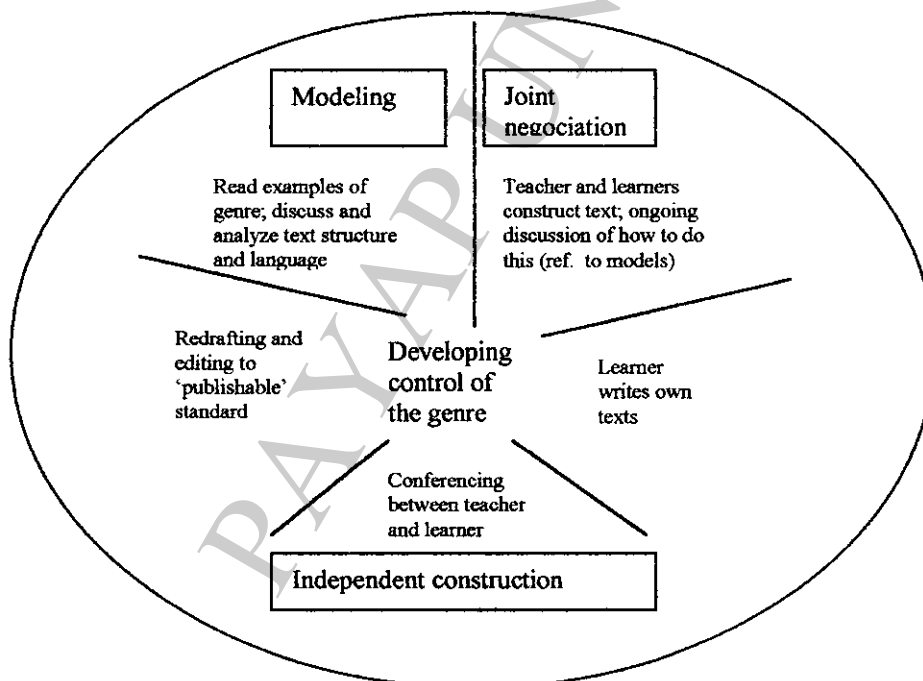 Modeling
Joint
negociation
Read examples of
genre; discuss and
analyze text structure
and language
Teacher and learners
construct text; ongoing
discussion of how to do
this (ref. to models)
Redrafting and
editing to
‘publishable’
standard
Developing
control of
the genre
Learner
writes own
texts
Conferencing
between teacher
and learner
Independent construction
PAYAP UN